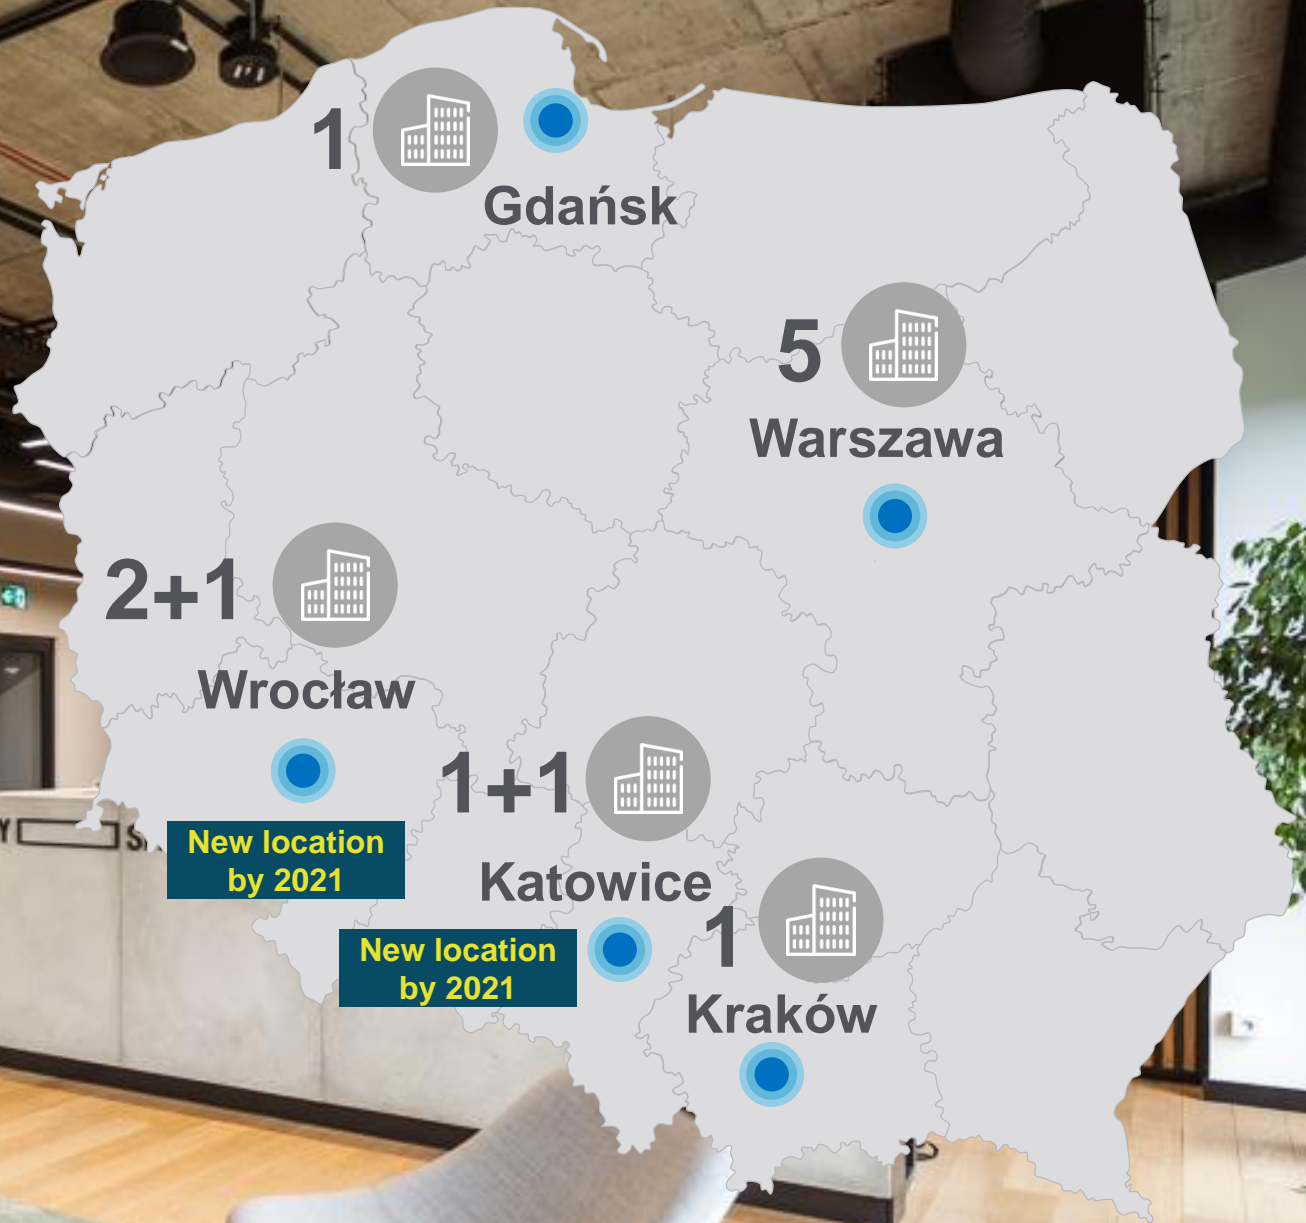 1
Gdańsk
5
Warszawa
2+1
Wrocław
New location
by 2021
1+1
Katowice
New location
by 2021
1
Kraków